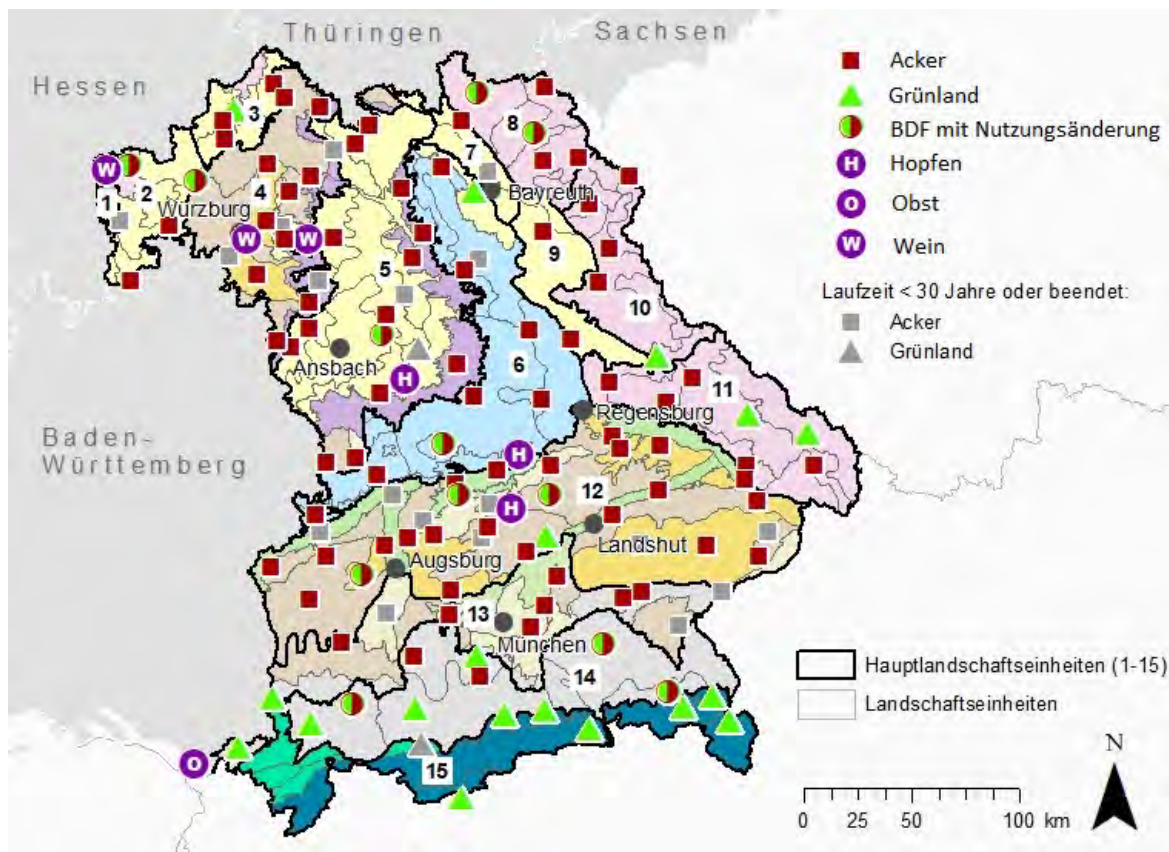 Thüringen
Sachsen
Hessen
Acker
Grünland
BDF mit Nutzungsänderung
H Hopfen
O Obst
W Wein
Laufzeit < 30 Jahre oder beendet:
Acker
Grünland
3
8
7
W
1
2
4
Würzburg
Bayreuth
W
W
9
5
10
Ansbach
H
6
11
Regensburg
Baden-
Württemberg
H
12
H
Landshut
Augsburg
13
München
14
Hauptlandschaftseinheiten (1-15)
Landschaftseinheiten
O
15
N
0 25 50 100 km